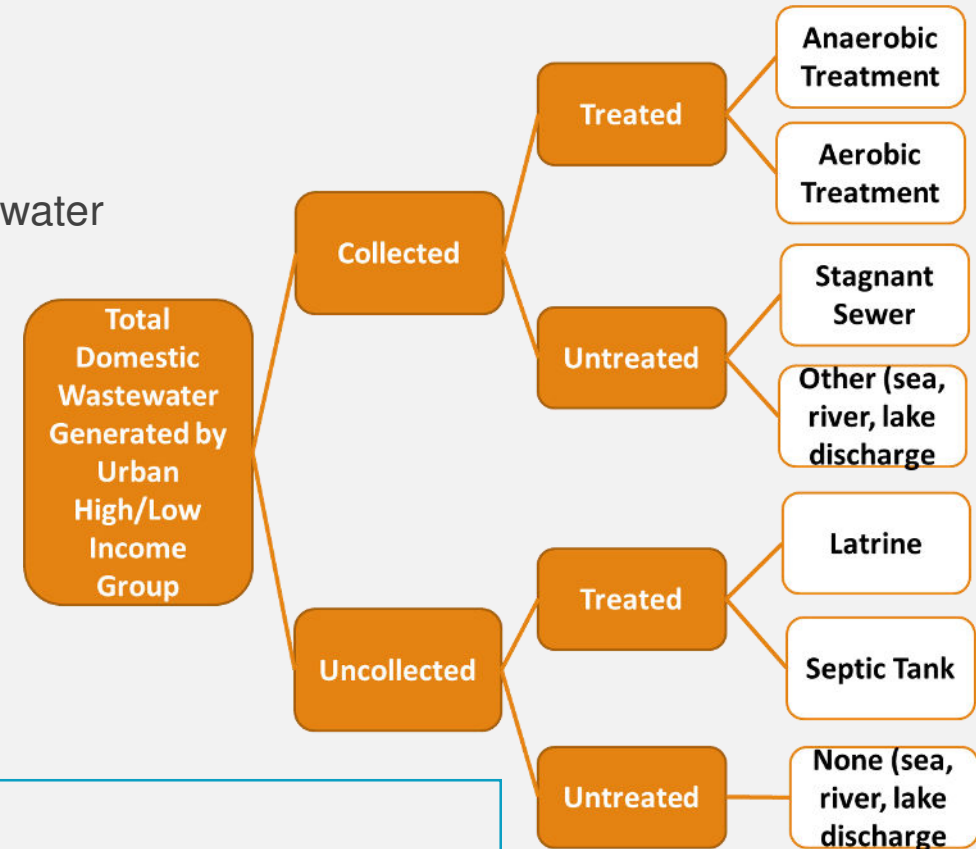 water
Total
Domestic
Wastewater
Generated by
Urban
High/Low
Income
Group
Collected
Uncollected
Treated
Untreated
Treated
Untreated
Anaerobic
Treatment
Aerobic
Treatment
Stagnant
Sewer
Other (sea,
river, lake
discharge
Latrine
Septic Tank
None (sea,
river, lake
discharge